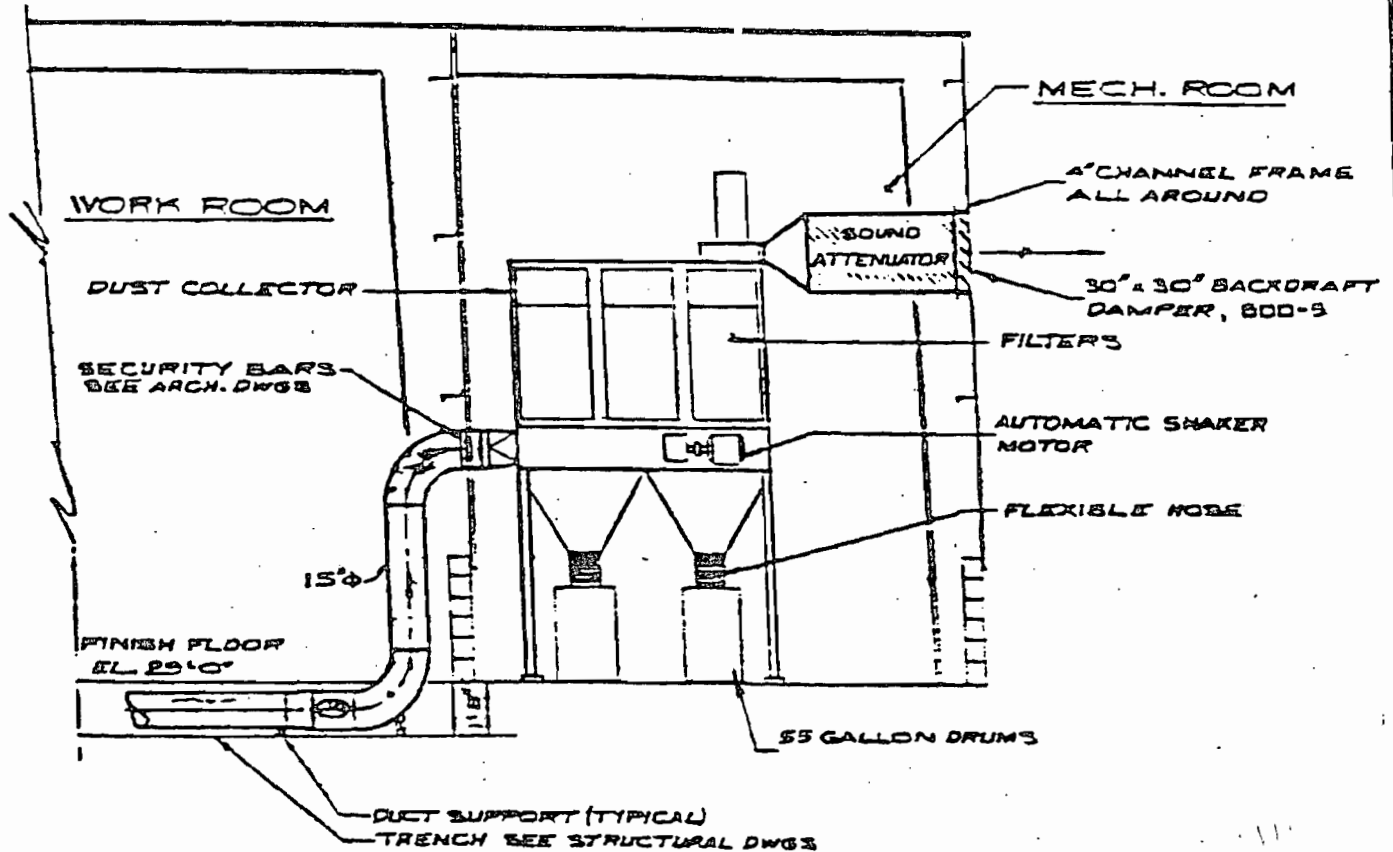 MECH. ROOM
4" CHANNEL FRAME
ALL AROUND
WORK ROOM
SOUND
ATTENUATOR
DUST COLLECTOR
30" x 30" BACKDRAFT
DAMPER, BDD-9
FILTERS
SECURITY BARS
SEE ARCH. DWGS
AUTOMATIC SHAKER
MOTOR
FLEXIBLE HOSE
15"Φ
FINISH FLOOR
EL. 29'0"
55 GALLON DRUMS
DUCT SUPPORT (TYPICAL)
TRENCH SEE STRUCTURAL DWGS